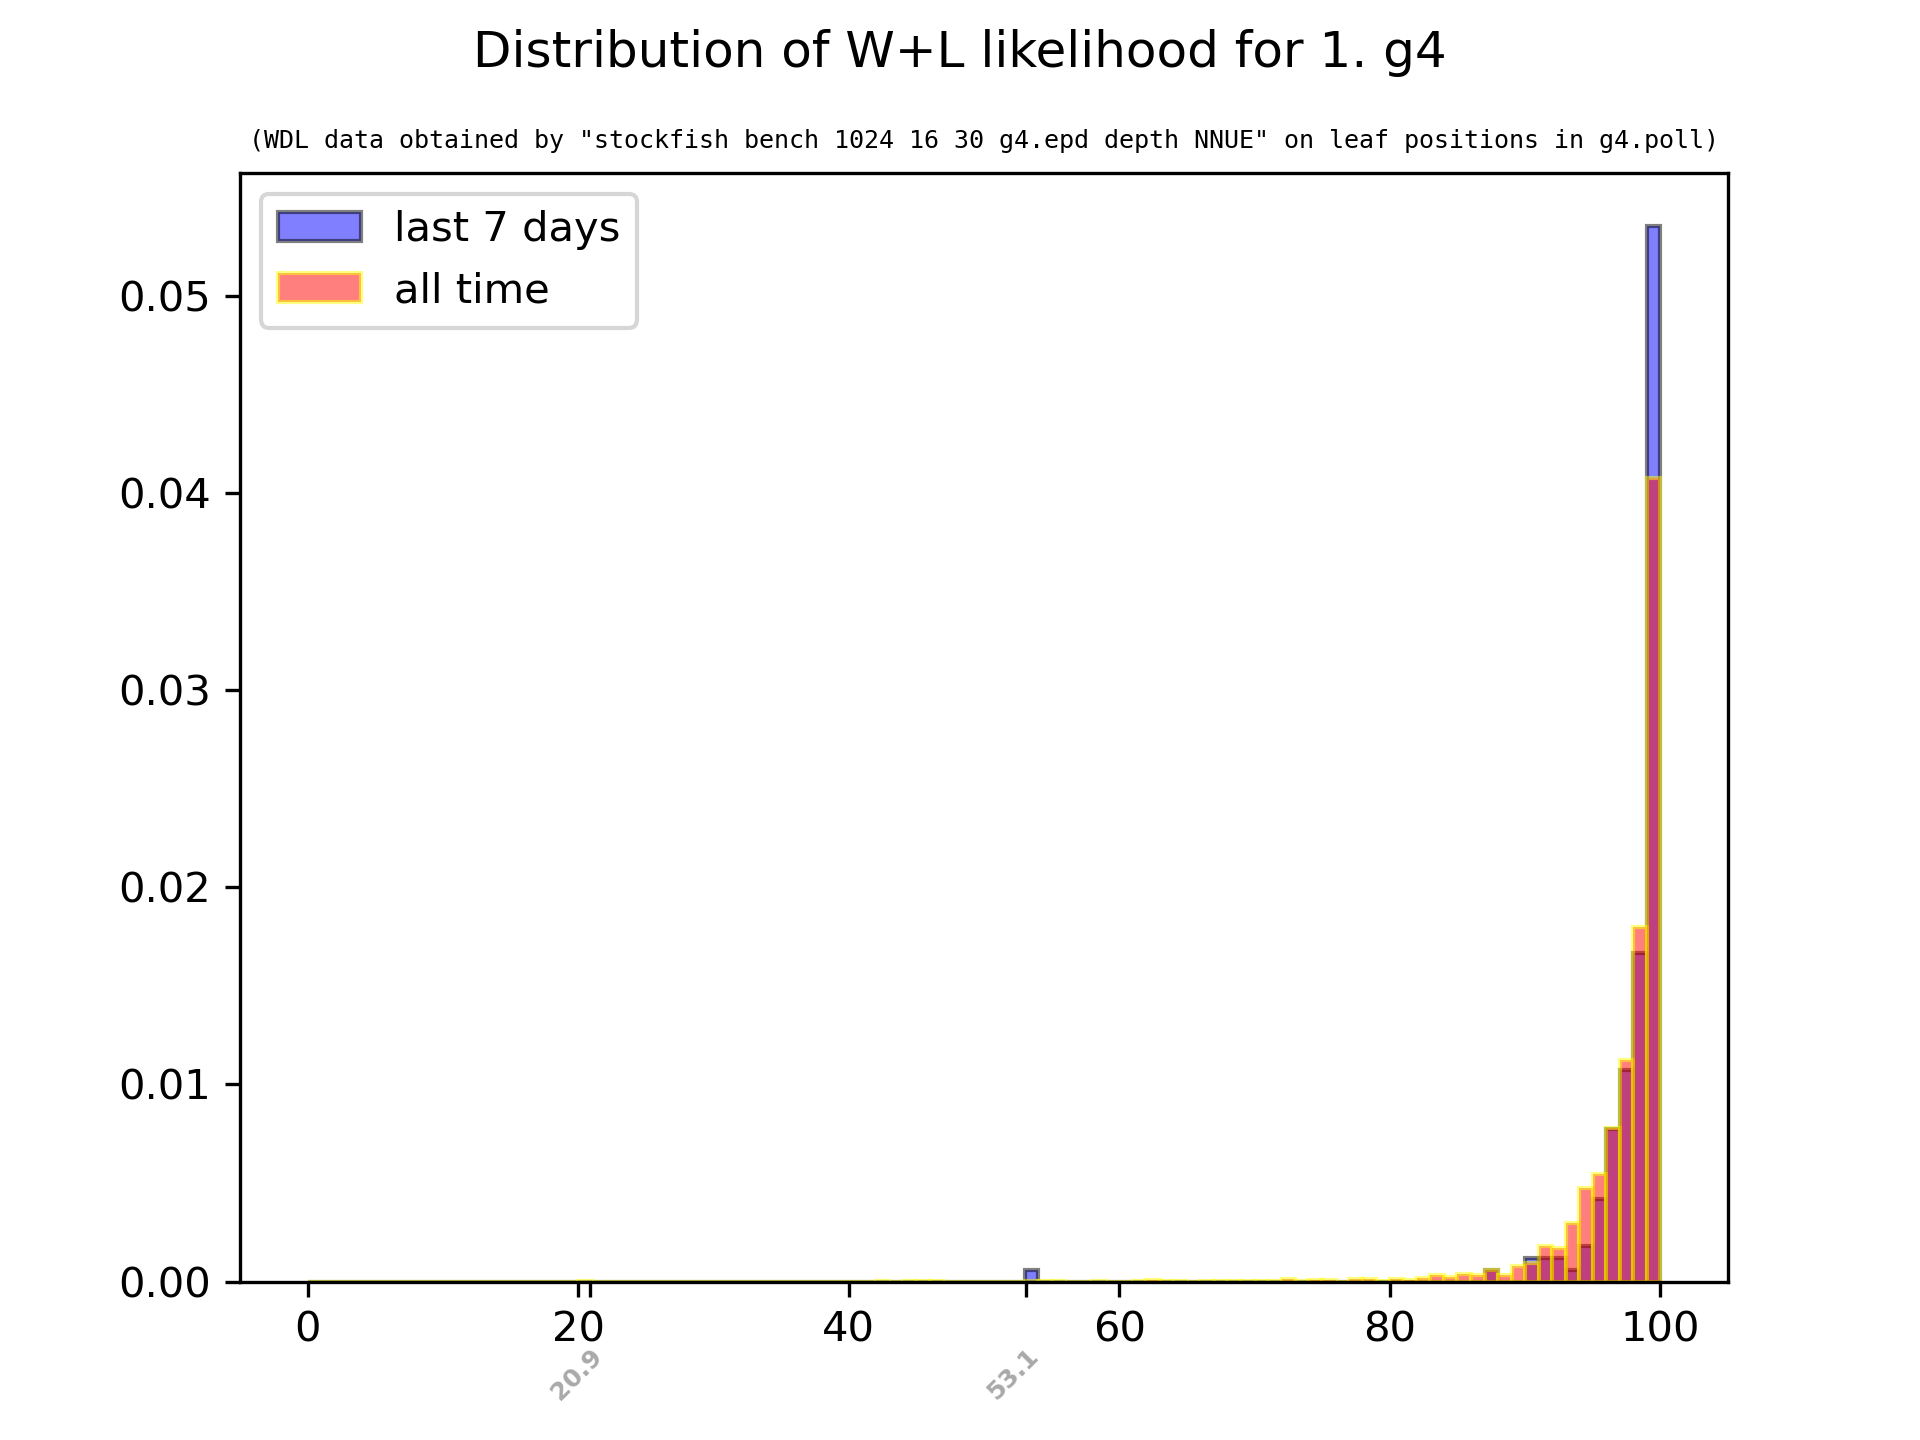 Distribution of W+L likelihood for 1. g4
(WDL data obtained by "stockfish bench 1024 16 30 g4.epd depth NNUE" on leaf positions in g4.poll)
last 7 days
all time
0.05
0.04
0.03
0.02
0.01
0.00
0 20 40 60 80 100
20.9 53.1